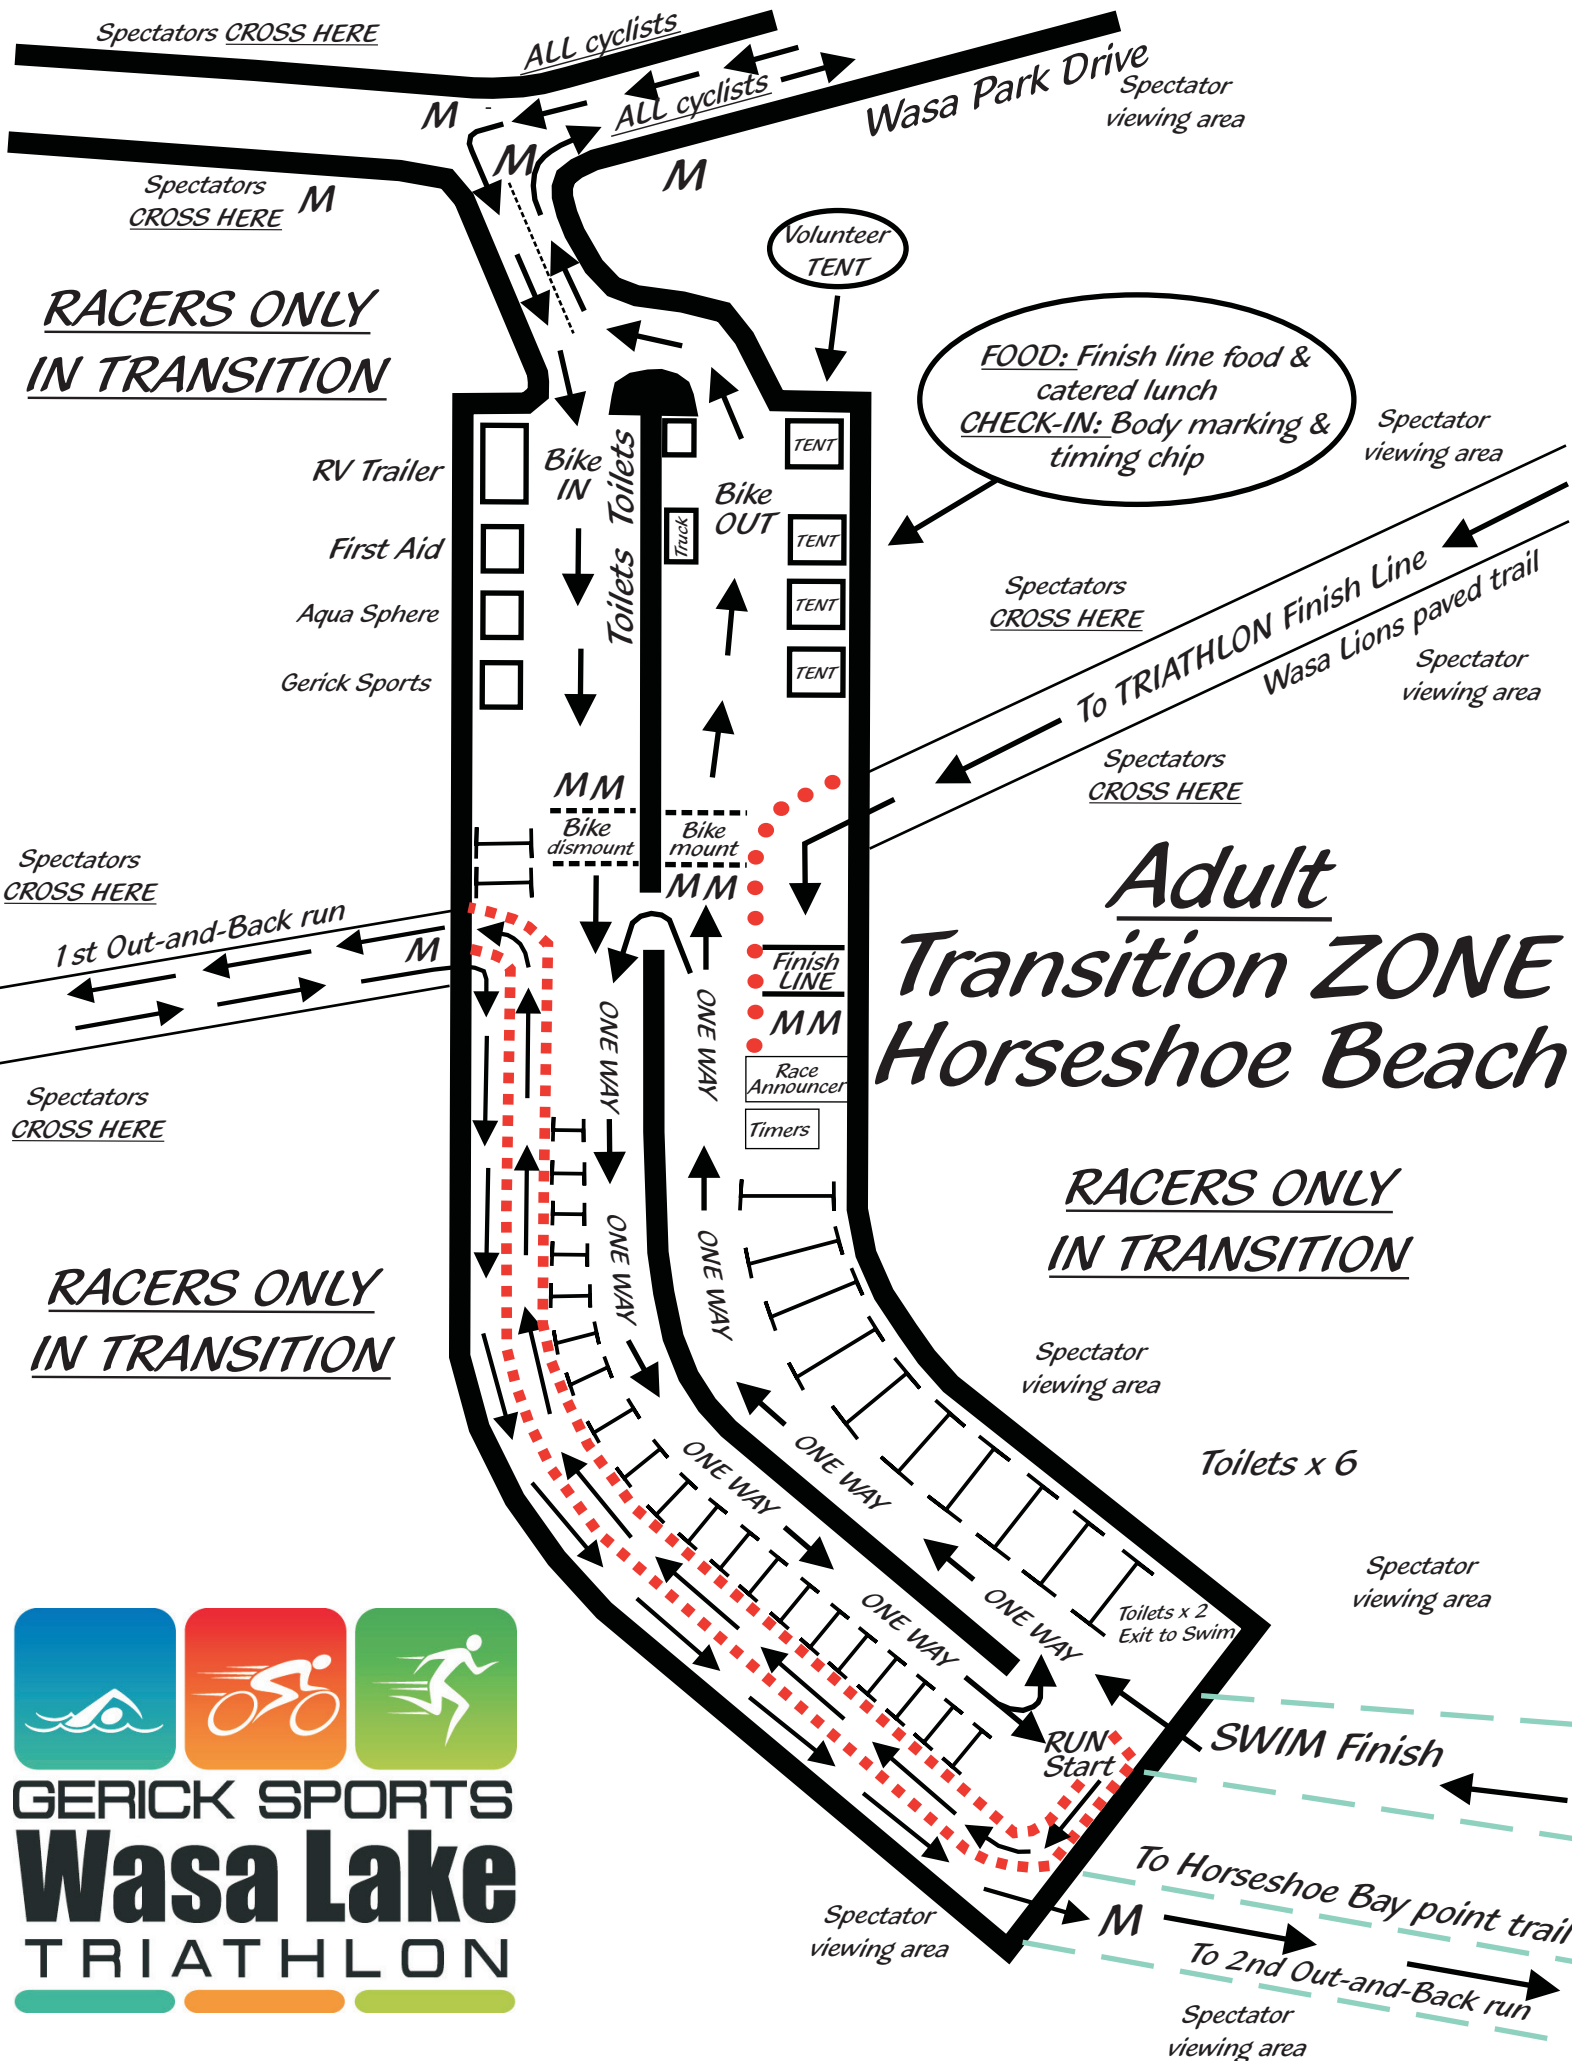 Spectators CROSS HERE
ALL cyclists
ALL cyclists
Wasa Park Drive
Spectator
viewing area
M
M
M
Spectators
CROSS HERE
M
Volunteer
TENT
RACERS ONLY
IN TRANSITION
FOOD: Finish line food &
catered lunch
CHECK-IN: Body marking &
timing chip
Spectator
viewing area
RV Trailer
First Aid
Aqua Sphere
Gerick Sports
Bike
IN
Toilets Toilets
Truck
Bike
OUT
TENT
TENT
TENT
TENT
Spectators
CROSS HERE
To TRIATHLON Finish Line
Wasa Lions paved trail
Spectator
viewing area
Spectators
CROSS HERE
M M
Bike
dismount
Bike
mount
M M
Spectators
CROSS HERE
1st Out-and-Back run
M
Spectators
CROSS HERE
Finish
LINE
M M
Race
Announcer
Timers
Adult
Transition ZONE
Horseshoe Beach
ONE WAY
ONE WAY
ONE WAY
ONE WAY
RACERS ONLY
IN TRANSITION
RACERS ONLY
IN TRANSITION
Spectator
viewing area
ONE WAY
ONE WAY
Toilets x 6
Spectator
viewing area
ONE WAY
ONE WAY
Toilets x 2
Exit to Swim
RUN
Start
SWIM Finish
To Horseshoe Bay point trail
M
To 2nd Out-and-Back run
Spectator
viewing area
Spectator
viewing area
GERICK SPORTS
Wasa Lake
TRIATHLON